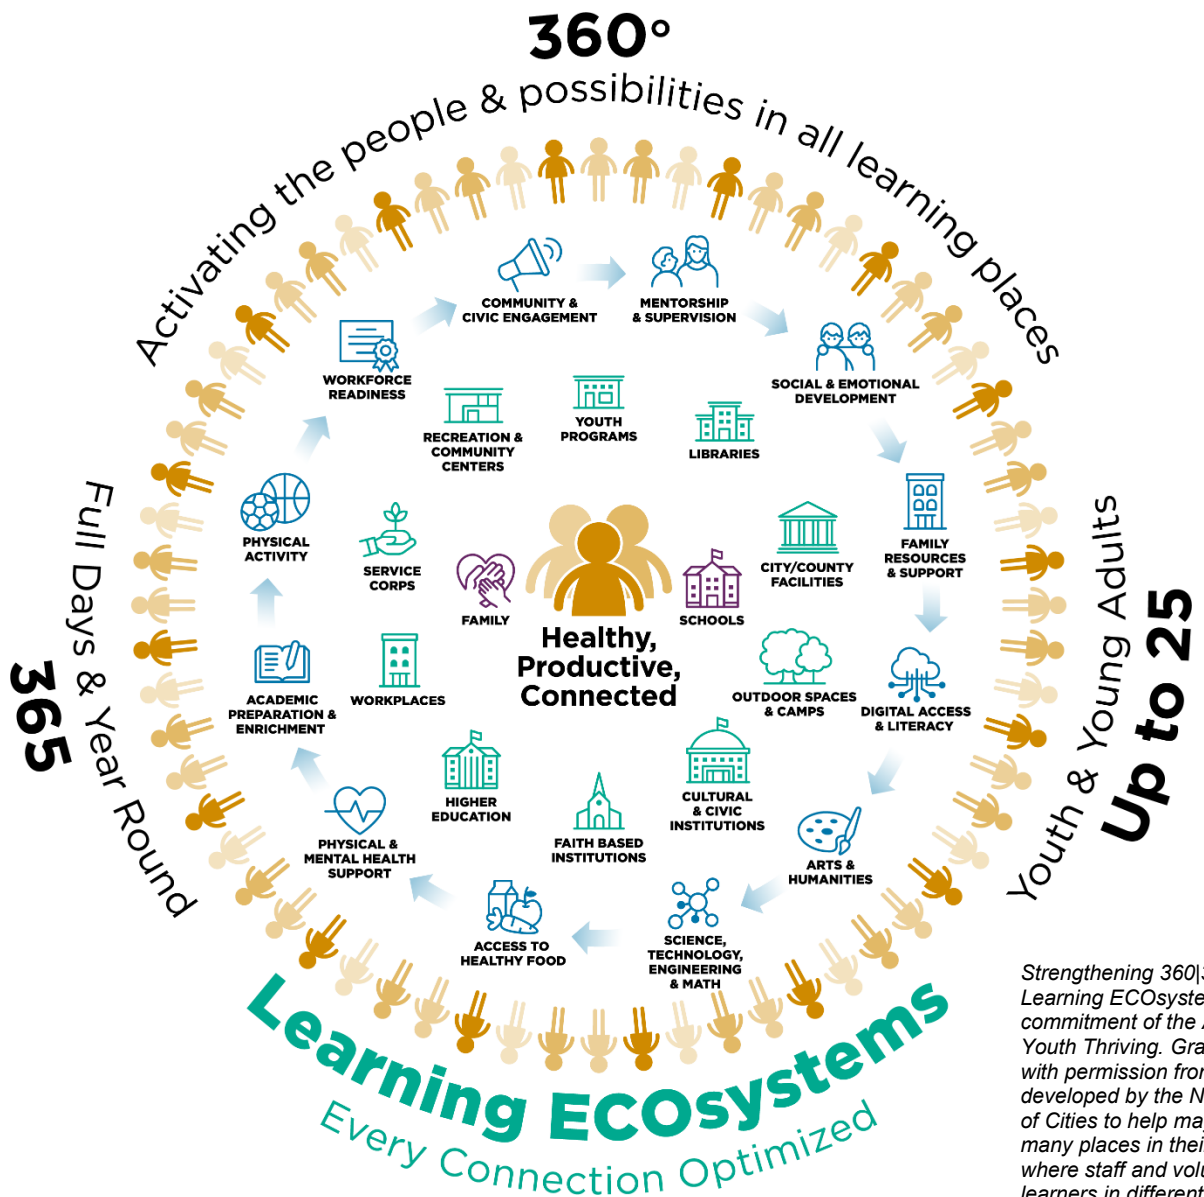 360°
Activating the people & possibilities in all learning places
COMMUNITY &
CIVIC ENGAGEMENT
MENTORSHIP
& SUPERVISION
SOCIAL & EMOTIONAL
DEVELOPMENT
FAMILY
RESOURCES
& SUPPORT
DIGITAL ACCESS
& LITERACY
ARTS &
HUMANITIES
SCIENCE,
TECHNOLOGY,
ENGINEERING
& MATH
ACCESS TO
HEALTHY FOOD
PHYSICAL &
MENTAL HEALTH
SUPPORT
ACADEMIC
PREPARATION &
ENRICHMENT
PHYSICAL
ACTIVITY
WORKFORCE
READINESS
RECREATION &
COMMUNITY
CENTERS
YOUTH
PROGRAMS
LIBRARIES
CITY/COUNTY
FACILITIES
OUTDOOR SPACES
& CAMPS
CULTURAL
& CIVIC
INSTITUTIONS
FAITH BASED
INSTITUTIONS
HIGHER
EDUCATION
WORKPLACES
SERVICE
CORPS
FAMILY
SCHOOLS
Healthy,
Productive,
Connected
Full Days & Year Round
365
Youth & Young Adults
Up to 25
Learning ECOsystems
Every Connection Optimized
Strengthening 360|
Learning ECOsyste
commitment of the
Youth Thriving. Gra
with permission from
developed by the N
of Cities to help ma
many places in their
where staff and volu
learners in different